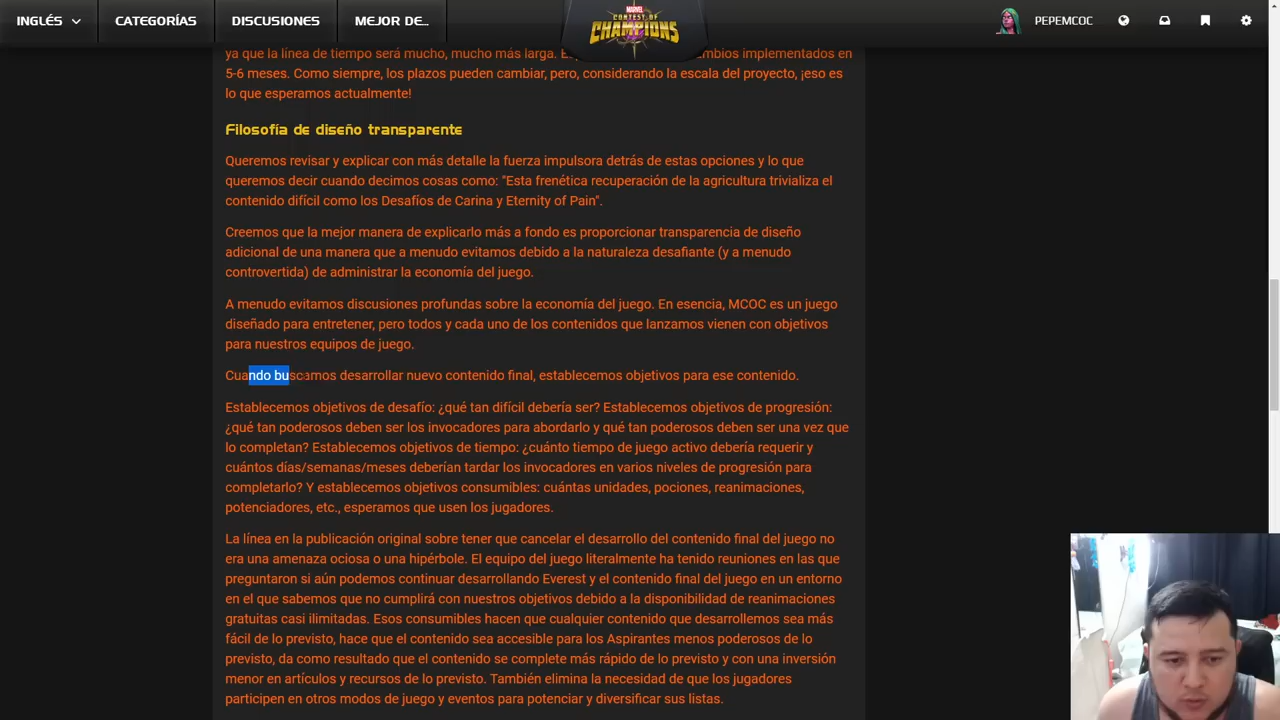 INGLÉS
CATEGORÍAS
DISCUSIONES
MEJOR DE...
MARVEL
CONTEST OF
CHAMPIONS
PEPEMCOC
ya que la línea de tiempo será mucho, mucho más larga.
ambios implementados en
5-6 meses. Como siempre, los plazos pueden cambiar, pero, considerando la escala del proyecto, ¡eso es
lo que esperamos actualmente!
Filosofía de diseño transparente
Queremos revisar y explicar con más detalle la fuerza impulsora detrás de estas opciones y lo que
queremos decir cuando decimos cosas como: "Esta frenética recuperación de la agricultura trivializa el
contenido difícil como los Desafíos de Carina y Eternity of Pain".
Creemos que la mejor manera de explicarlo más a fondo es proporcionar transparencia de diseño
adicional de una manera que a menudo evitamos debido a la naturaleza desafiante (y a menudo
controvertida) de administrar la economía del juego.
A menudo evitamos discusiones profundas sobre la economía del juego. En esencia, MCOC es un juego
diseñado para entretener, pero todos y cada uno de los contenidos que lanzamos vienen con objetivos
para nuestros equipos de juego.
Cuando buscamos desarrollar nuevo contenido final, establecemos objetivos para ese contenido.
Establecemos objetivos de desafío: ¿qué tan difícil debería ser? Establecemos objetivos de progresión:
¿qué tan poderosos deben ser los invocadores para abordarlo y qué tan poderosos deben ser una vez que
lo completan? Establecemos objetivos de tiempo: ¿cuánto tiempo de juego activo debería requerir y
cuántos días/semanas/meses deberían tardar los invocadores en varios niveles de progresión para
completarlo? Y establecemos objetivos consumibles: cuántas unidades, pociones, reanimaciones,
potenciadores, etc., esperamos que usen los jugadores.
La línea en la publicación original sobre tener que cancelar el desarrollo del contenido final del juego no
era una amenaza ociosa o una hipérbole. El equipo del juego literalmente ha tenido reuniones en las que
preguntaron si aún podemos continuar desarrollando Everest y el contenido final del juego en un entorno
en el que sabemos que no cumplirá con nuestros objetivos debido a la disponibilidad de reanimaciones
gratuitas casi ilimitadas. Esos consumibles hacen que cualquier contenido que desarrollemos sea más
fácil de lo previsto, hace que el contenido sea accesible para los Aspirantes menos poderosos de lo
previsto, da como resultado que el contenido se complete más rápido de lo previsto y con una inversión
menor en artículos y recursos de lo previsto. También elimina la necesidad de que los jugadores
participen en otros modos de juego y eventos para potenciar y diversificar sus listas.